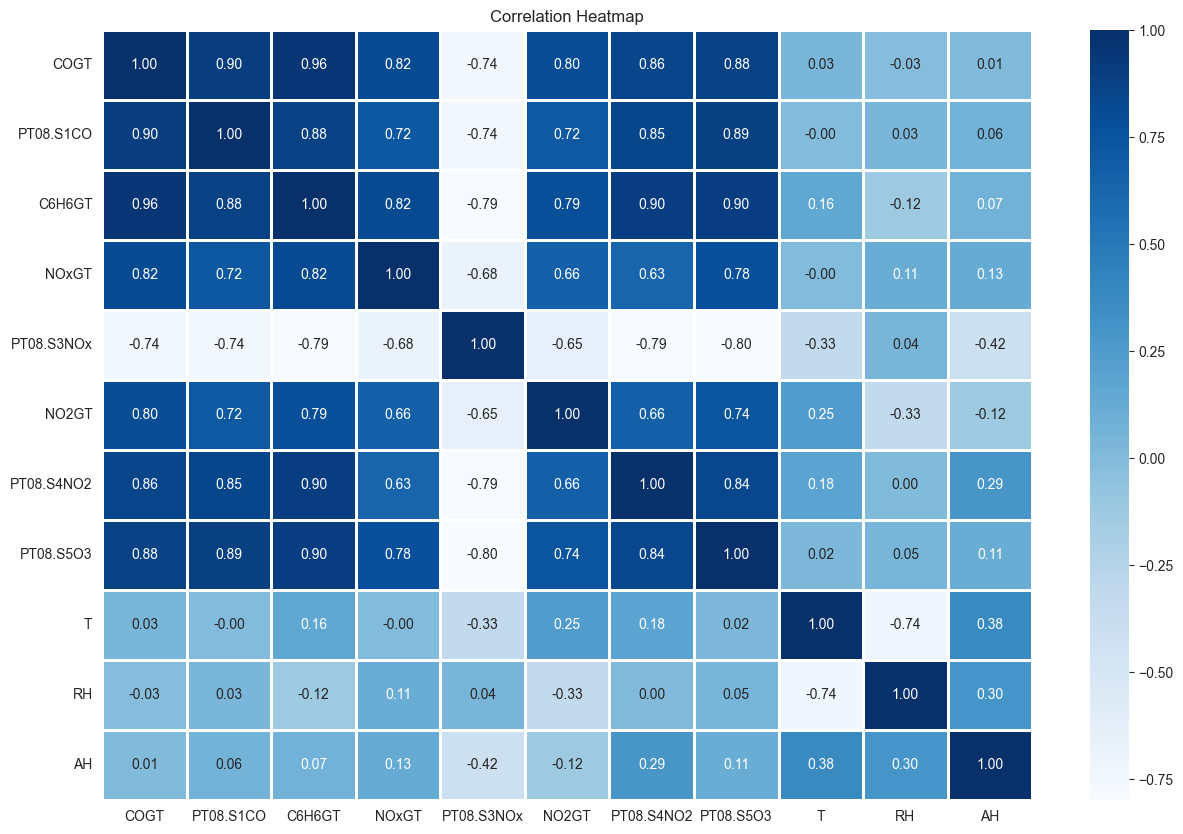 Correlation Heatmap
COGT 1.00 0.90 0.96 0.82 -0.74 0.80 0.86 0.88 0.03 -0.03 0.01
PT08.S1CO 0.90 1.00 0.88 0.72 -0.74 0.72 0.85 0.89 -0.00 0.03 0.06
C6H6GT 0.96 0.88 1.00 0.82 -0.79 0.79 0.90 0.90 0.16 -0.12 0.07
NOxGT 0.82 0.72 0.82 1.00 -0.68 0.66 0.63 0.78 -0.00 0.11 0.13
PT08.S3NOx -0.74 -0.74 -0.79 -0.68 1.00 -0.65 -0.79 -0.80 -0.33 0.04 -0.42
NO2GT 0.80 0.72 0.79 0.66 -0.65 1.00 0.66 0.74 0.25 -0.33 -0.12
PT08.S4NO2 0.86 0.85 0.90 0.63 -0.79 0.66 1.00 0.84 0.18 0.00 0.29
PT08.S5O3 0.88 0.89 0.90 0.78 -0.80 0.74 0.84 1.00 0.02 0.05 0.11
T 0.03 -0.00 0.16 -0.00 -0.33 0.25 0.18 0.02 1.00 -0.74 0.38
RH -0.03 0.03 -0.12 0.11 0.04 -0.33 0.00 0.05 -0.74 1.00 0.30
AH 0.01 0.06 0.07 0.13 -0.42 -0.12 0.29 0.11 0.38 0.30 1.00
COGT PT08.S1CO C6H6GT NOxGT PT08.S3NOx NO2GT PT08.S4NO2 PT08.S5O3 T RH AH
1.00
0.75
0.50
0.25
0.00
-0.25
-0.50
-0.75